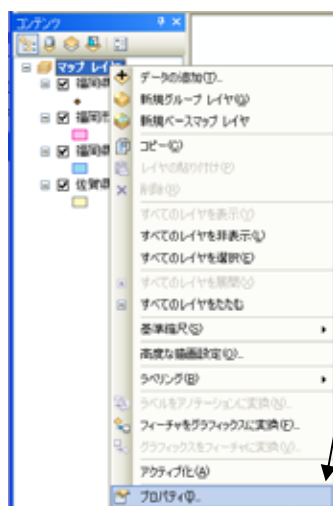 コンテンツ
マップ レイヤ
福岡県
福岡市
福岡県
佐賀県
データの追加(T)...
新規グループ レイヤ(W)
新規ベースマップ レイヤ
コピー(C)
レイヤの貼り付け(P)
削除(R)
すべてのレイヤを表示(Y)
すべてのレイヤを非表示(L)
すべてのレイヤを選択(E)
すべてのレイヤを展開(X)
すべてのレイヤをたたむ
基準縮尺(S)
高度な描画設定(O)...
ラベリング(B)
ラベルをアノテーションに変換(N)...
フィーチャをグラフィックスに変換(F)...
グラフィックスをフィーチャに変換(V)...
アクティブ化(A)
プロパティ(I)...